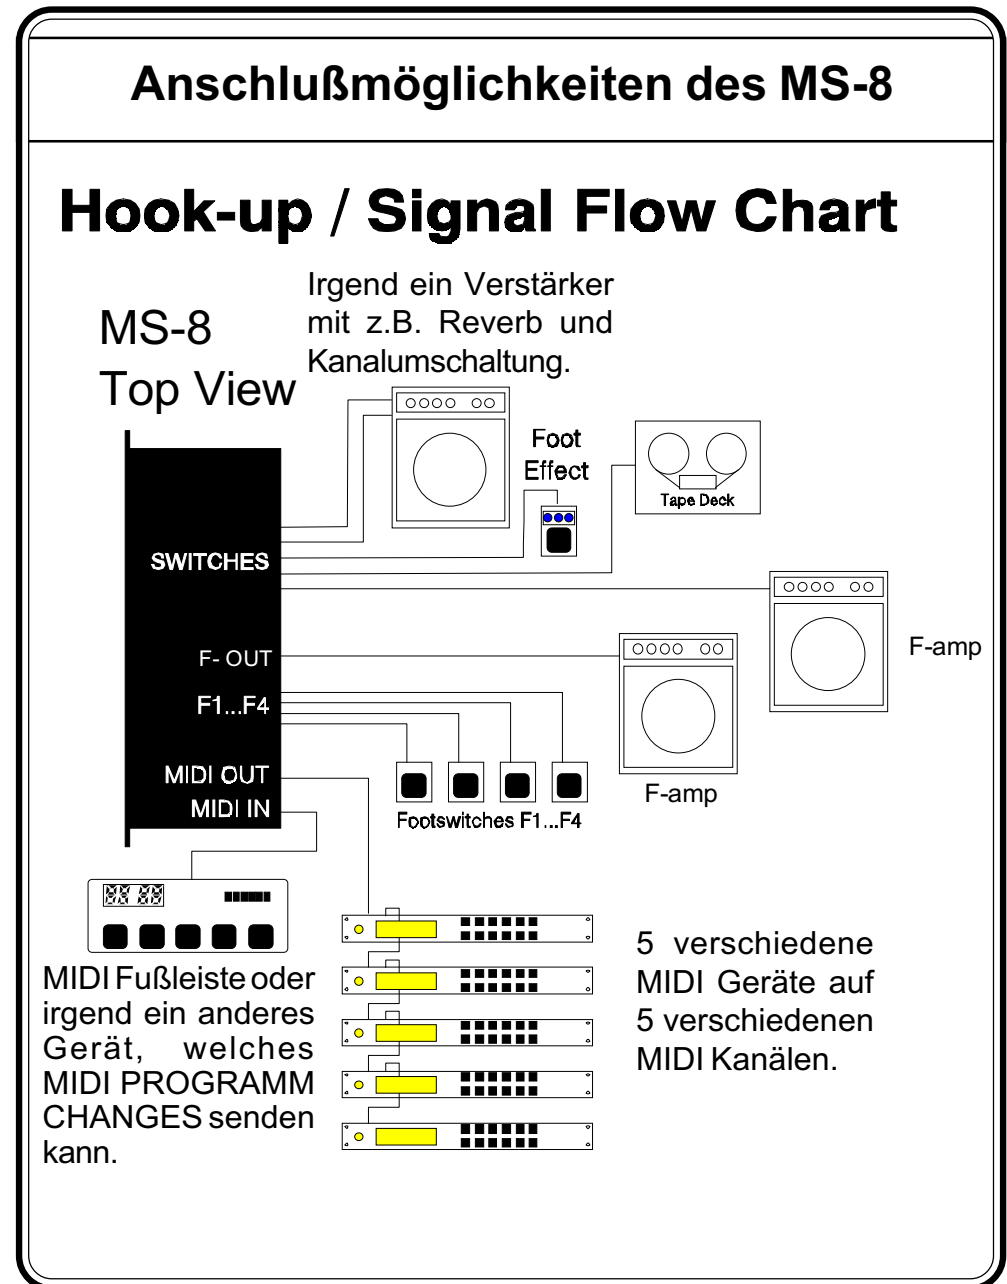 Anschlußmöglichkeiten des MS-8
Hook-up / Signal Flow Chart
Irgend ein Verstärker
mit z.B. Reverb und
Kanalumschaltung.
MS-8
Top View
Foot
Effect
Tape Deck
SWITCHES
F-amp
F- OUT
F1...F4
F-amp
MIDI OUT
MIDI IN
Footswitches F1...F4
MIDI Fußleiste oder
irgend ein anderes
Gerät, welches
MIDI PROGRAMM
CHANGES senden
kann.
5 verschiedene
MIDI Geräte auf
5 verschiedenen
MIDI Kanälen.